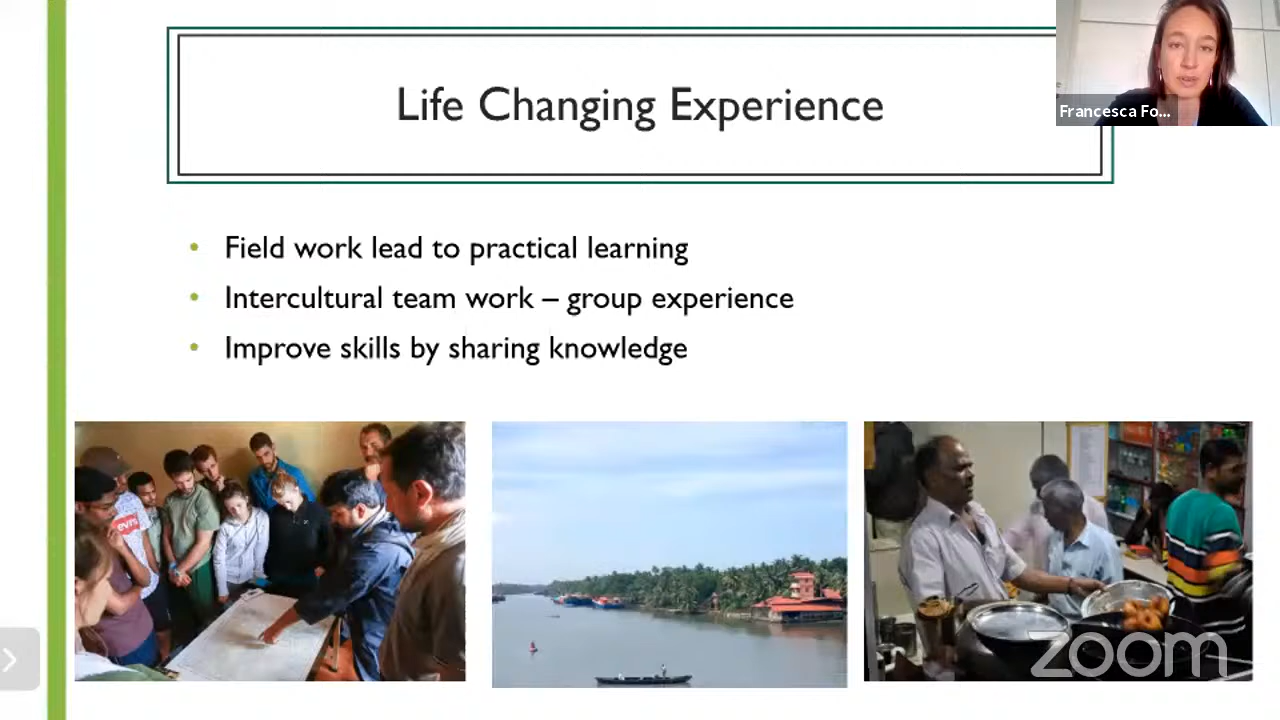 Life Changing Experience
Francesca Fo...
• Field work lead to practical learning
• Intercultural team work – group experience
• Improve skills by sharing knowledge
zoom